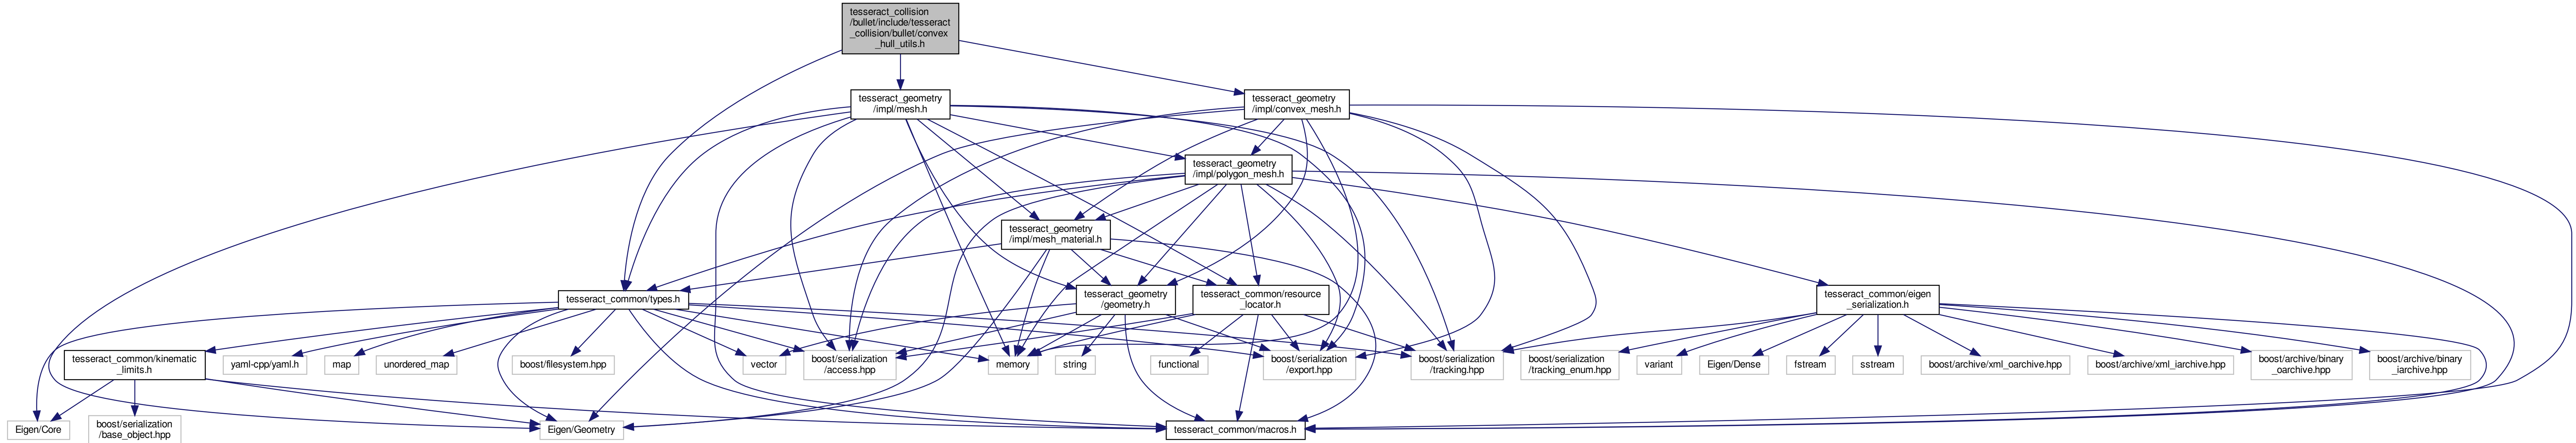 tesseract_collision
/bullet/include/tesseract
_collision/bullet/convex
_hull_utils.h
tesseract_geometry
/impl/mesh.h
tesseract_geometry
/impl/convex_mesh.h
tesseract_geometry
/impl/polygon_mesh.h
tesseract_geometry
/impl/mesh_material.h
tesseract_common/types.h
tesseract_geometry
/geometry.h
tesseract_common/resource
_locator.h
tesseract_common/eigen
_serialization.h
tesseract_common/kinematic
_limits.h
yaml-cpp/yaml.h
map
unordered_map
boost/filesystem.hpp
vector
boost/serialization
/access.hpp
memory
string
functional
boost/serialization
/export.hpp
boost/serialization
/tracking.hpp
boost/serialization
/tracking_enum.hpp
variant
Eigen/Dense
fstream
sstream
boost/archive/xml_oarchive.hpp
boost/archive/xml_iarchive.hpp
boost/archive/binary
_oarchive.hpp
boost/archive/binary
_iarchive.hpp
Eigen/Core
boost/serialization
/base_object.hpp
Eigen/Geometry
tesseract_common/macros.h